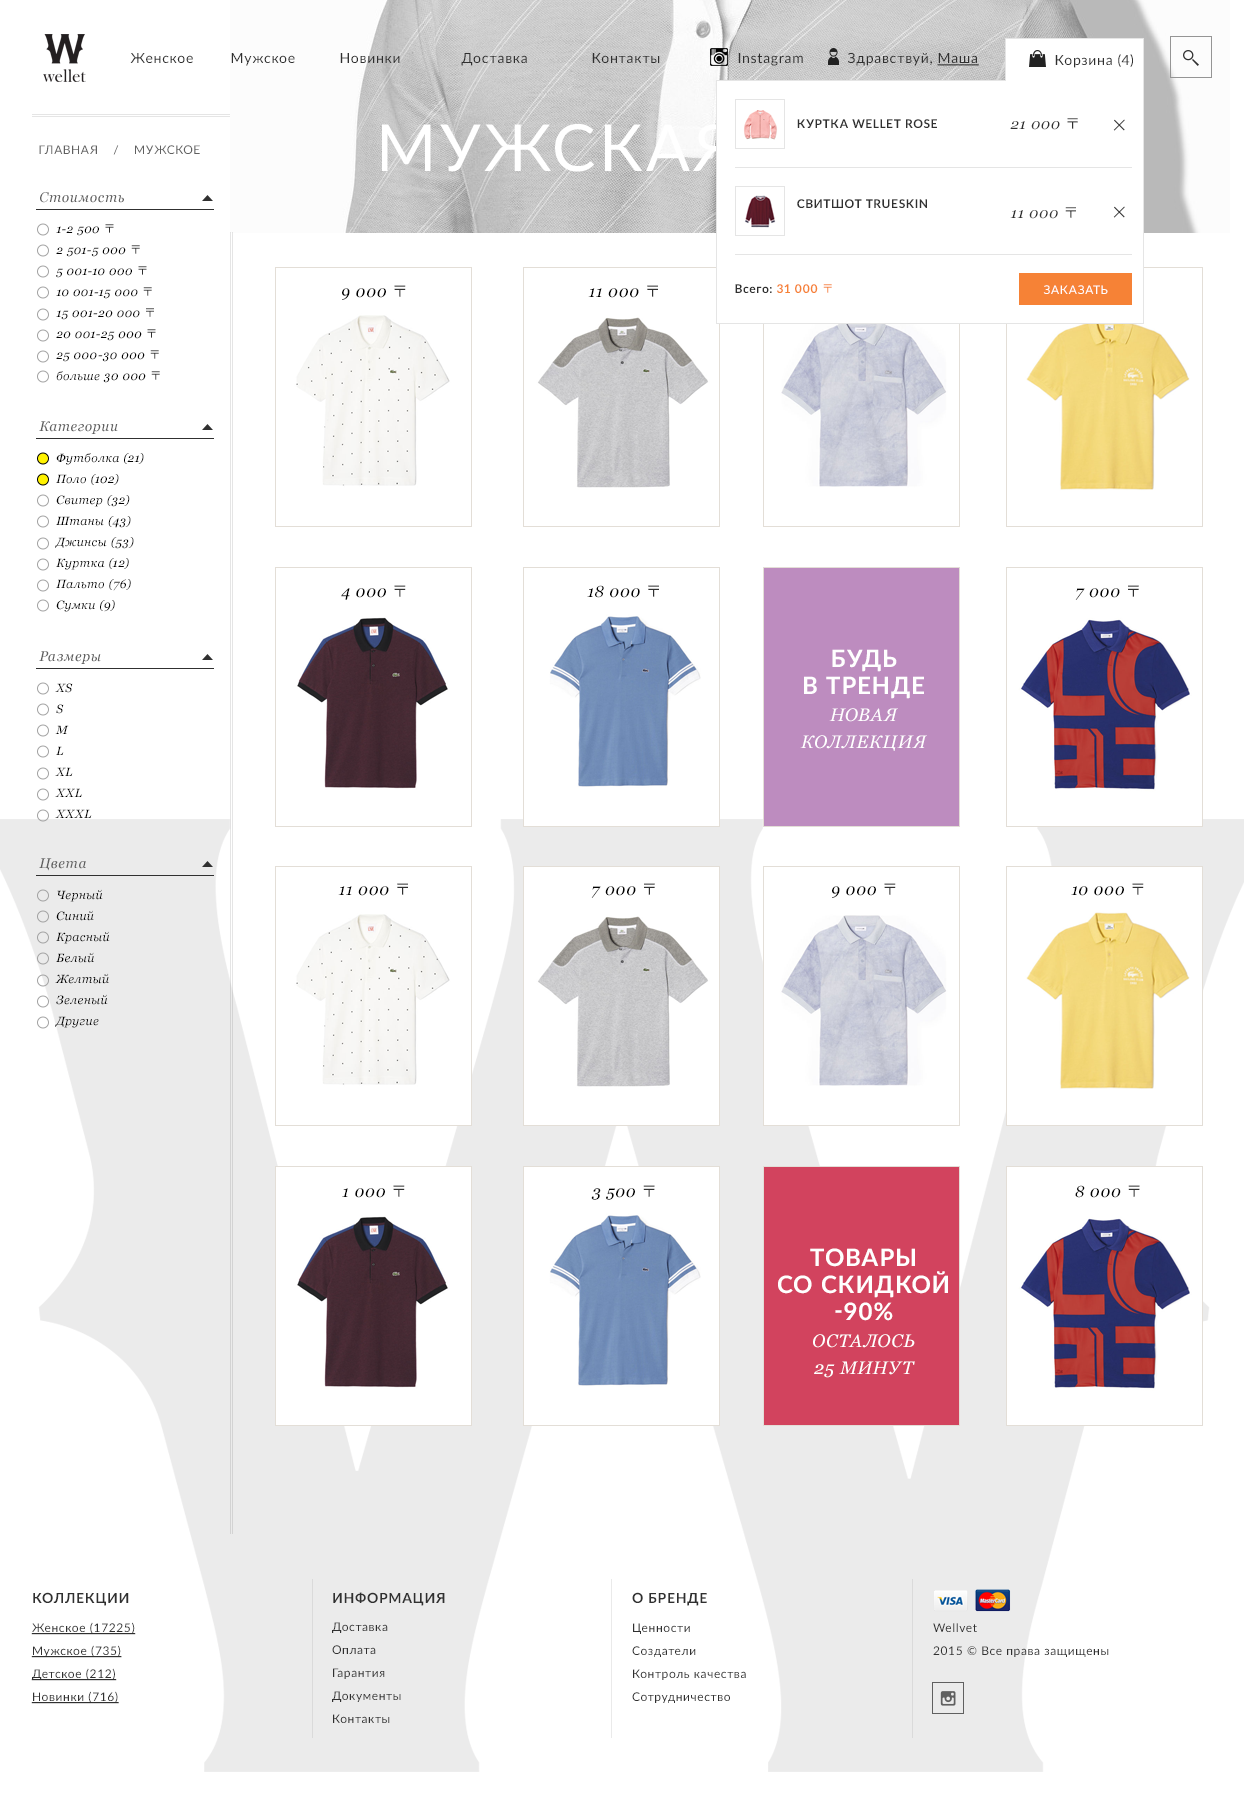 W
wellet
Женское
Мужское
Новинки
Доставка
Контакты
Instagram
Здравствуй, Маша
Корзина (4)
МУЖСКАЯ
КУРТКА WELLET ROSE
21 000 ₸
СВИТШОТ TRUESKIN
11 000 ₸
Всего: 31 000 ₸
ЗАКАЗАТЬ
ГЛАВНАЯ / МУЖСКОЕ
Стоимость
1-2 500 ₸
2 501-5 000 ₸
5 001-10 000 ₸
10 001-15 000 ₸
15 001-20 000 ₸
20 001-25 000 ₸
25 000-30 000 ₸
больше 30 000 ₸
Категории
Футболка (21)
Поло (102)
Свитер (32)
Штаны (43)
Джинсы (53)
Куртка (12)
Пальто (76)
Сумки (9)
Размеры
XS
S
M
L
XL
XXL
XXXL
Цвета
Черный
Синий
Красный
Белый
Желтый
Зеленый
Другие
9 000 ₸
11 000 ₸
4 000 ₸
18 000 ₸
БУДЬ
В ТРЕНДЕ
НОВАЯ
КОЛЛЕКЦИЯ
7 000 ₸
11 000 ₸
7 000 ₸
9 000 ₸
10 000 ₸
1 000 ₸
3 500 ₸
ТОВАРЫ
СО СКИДКОЙ
-90%
ОСТАЛОСЬ
25 МИНУТ
8 000 ₸
КОЛЛЕКЦИИ
Женское (17225)
Мужское (735)
Детское (212)
Новинки (716)
ИНФОРМАЦИЯ
Доставка
Оплата
Гарантия
Документы
Контакты
О БРЕНДЕ
Ценности
Создатели
Контроль качества
Сотрудничество
VISA
MasterCard
Wellvet
2015 © Все права защищены